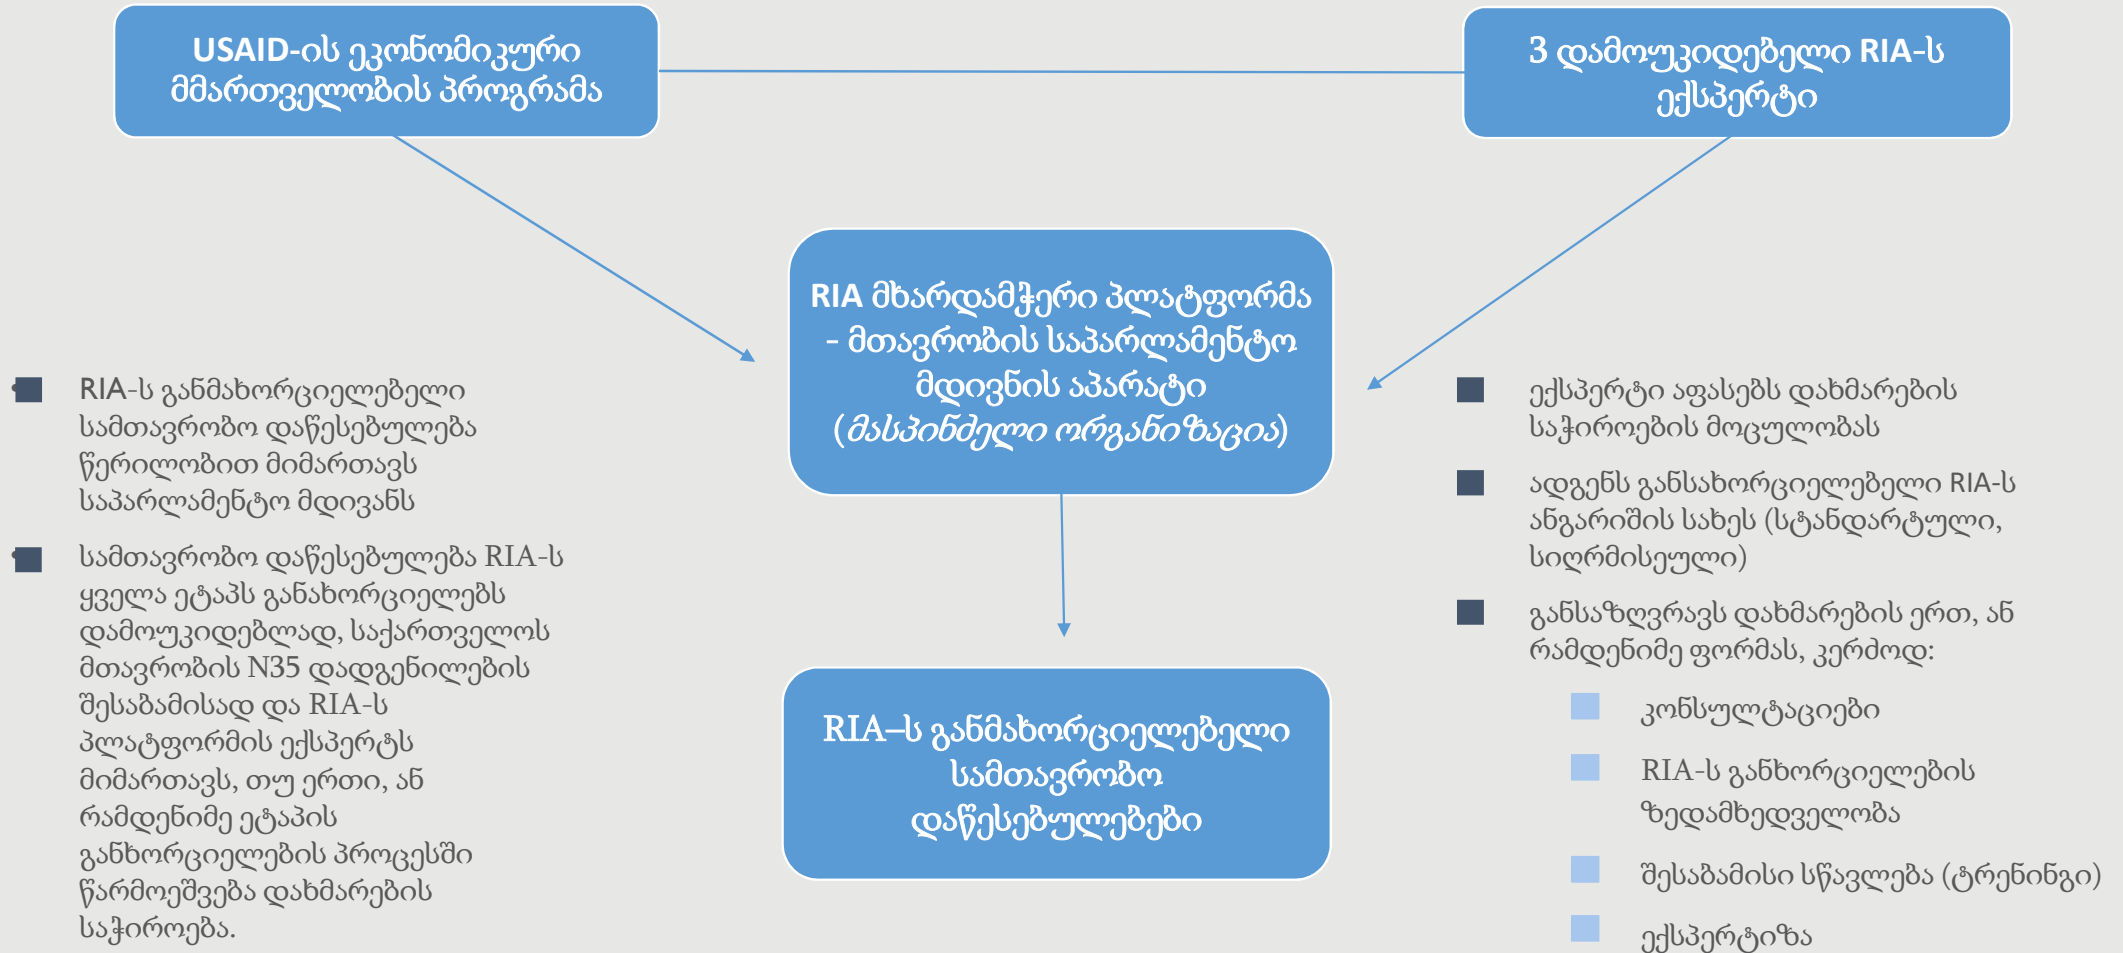 USAID-ის ეკონომიკური
მმართველობის პროგრამა
3 დამოუკიდებელი RIA-ს
ექსპერტი
RIA მხარდამჭერი პლატფორმა
- მთავრობის საპარლამენტო
მდივნის აპარატი
(მასპინძელი ორგანიზაცია)
RIA-ს განმახორციელებელი
სამთავრობო დაწესებულება
წერილობით მიმართავს
საპარლამენტო მდივანს
სამთავრობო დაწესებულება RIA-ს
ყველა ეტაპს განახორციელებს
დამოუკიდებლად, საქართველოს
მთავრობის N35 დადგენილების
შესაბამისად და RIA-ს
პლატფორმის ექსპერტს
მიმართავს, თუ ერთი, ან
რამდენიმე ეტაპის
განხორციელების პროცესში
წარმოეშვება დახმარების
საჭიროება.
RIA–ს განმახორციელებელი
სამთავრობო
დაწესებულებები
ექსპერტი აფასებს დახმარების
საჭიროების მოცულობას
ადგენს განსახორციელებელი RIA-ს
ანგარიშის სახეს (სტანდარტული,
სიღრმისეული)
განსაზღვრავს დახმარების ერთ, ან
რამდენიმე ფორმას, კერძოდ:
კონსულტაციები
RIA-ს განხორციელების
ზედამხედველობა
შესაბამისი სწავლება (ტრენინგი)
ექსპერტიზა